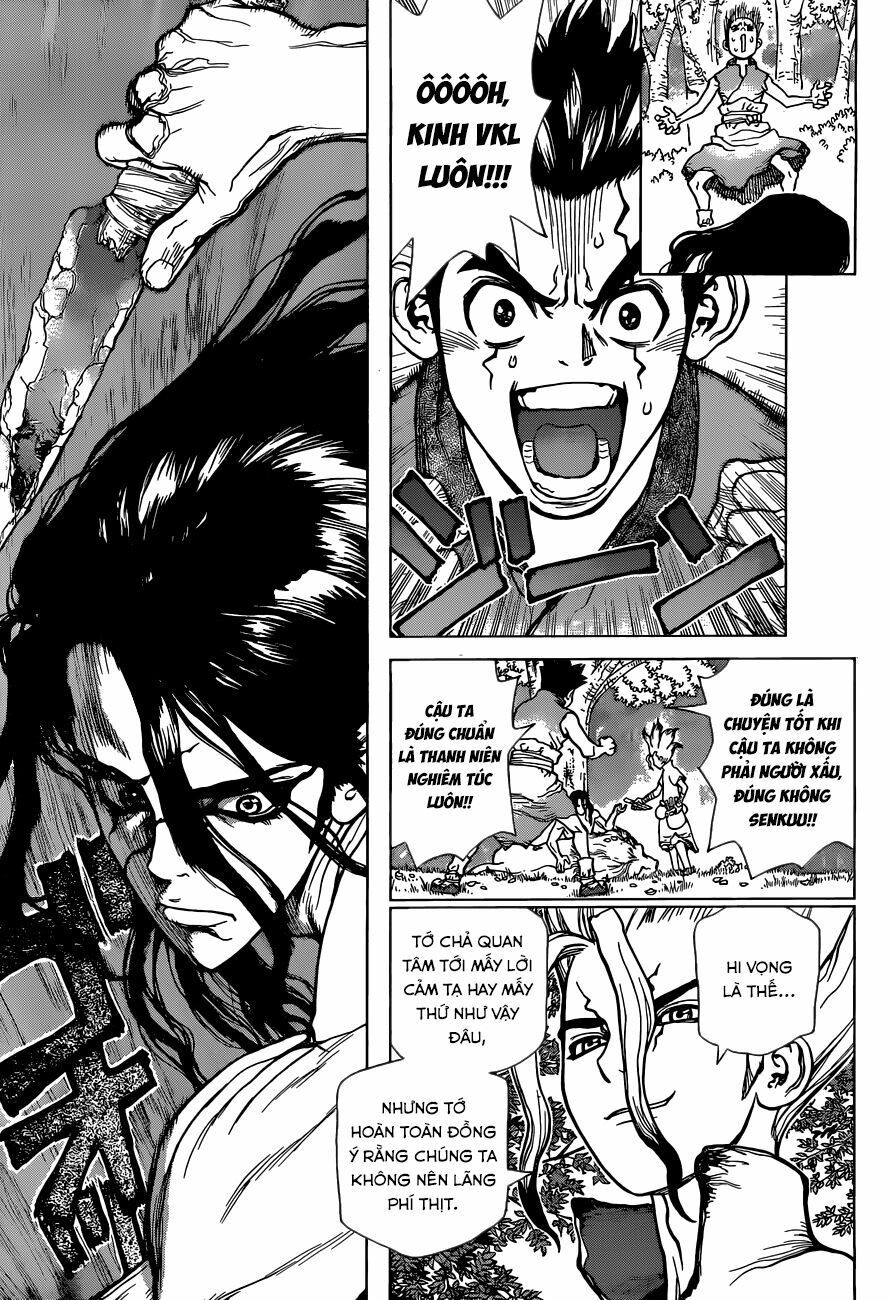 ÔÔÔÔH,
KINH VKL
LUÔN!!!
ĐÚNG LÀ
CHUYỆN TỐT KHI
CẬU TA KHÔNG
PHẢI NGƯỜI XẤU,
ĐÚNG KHÔNG
SENKUU!!
CẬU TA
ĐÚNG CHUẨN
LÀ THANH NIÊN
NGHIÊM TÚC
LUÔN!!
HI VỌNG
LÀ THẾ...
TỚ CHẢ QUAN
TÂM TỚI MẤY LỜI
CẢM TẠ HAY MẤY
THỨ NHƯ VẬY
ĐÂU,
NHƯNG TỚ
HOÀN TOÀN ĐỒNG
Ý RẰNG CHÚNG TA
KHÔNG NÊN LÃNG
PHÍ THỊT.